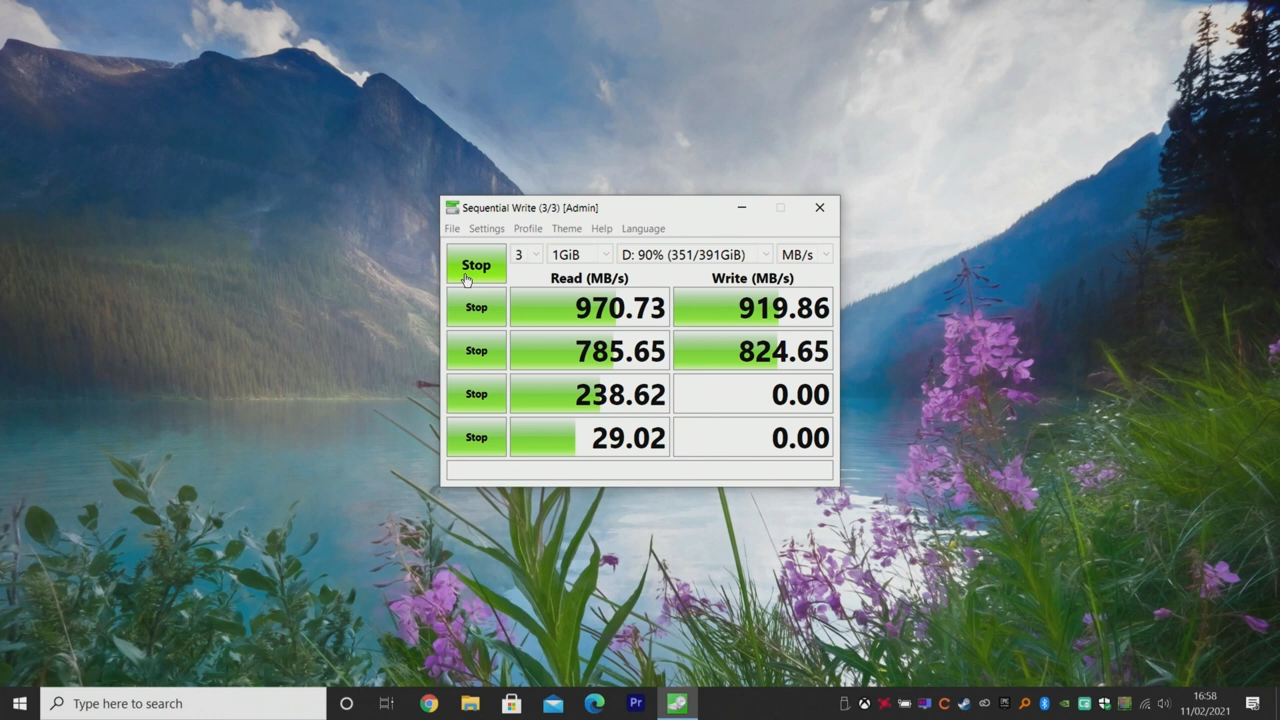 Sequential Write (3/3) [Admin]
File Settings Profile Theme Help Language
Stop 3 1GiB D: 90% (351/391GiB) MB/s
Read (MB/s) Write (MB/s)
Stop 970.73 919.86
Stop 785.65 824.65
Stop 238.62 0.00
Stop 29.02 0.00
Type here to search
Pr
16:58
11/02/2021